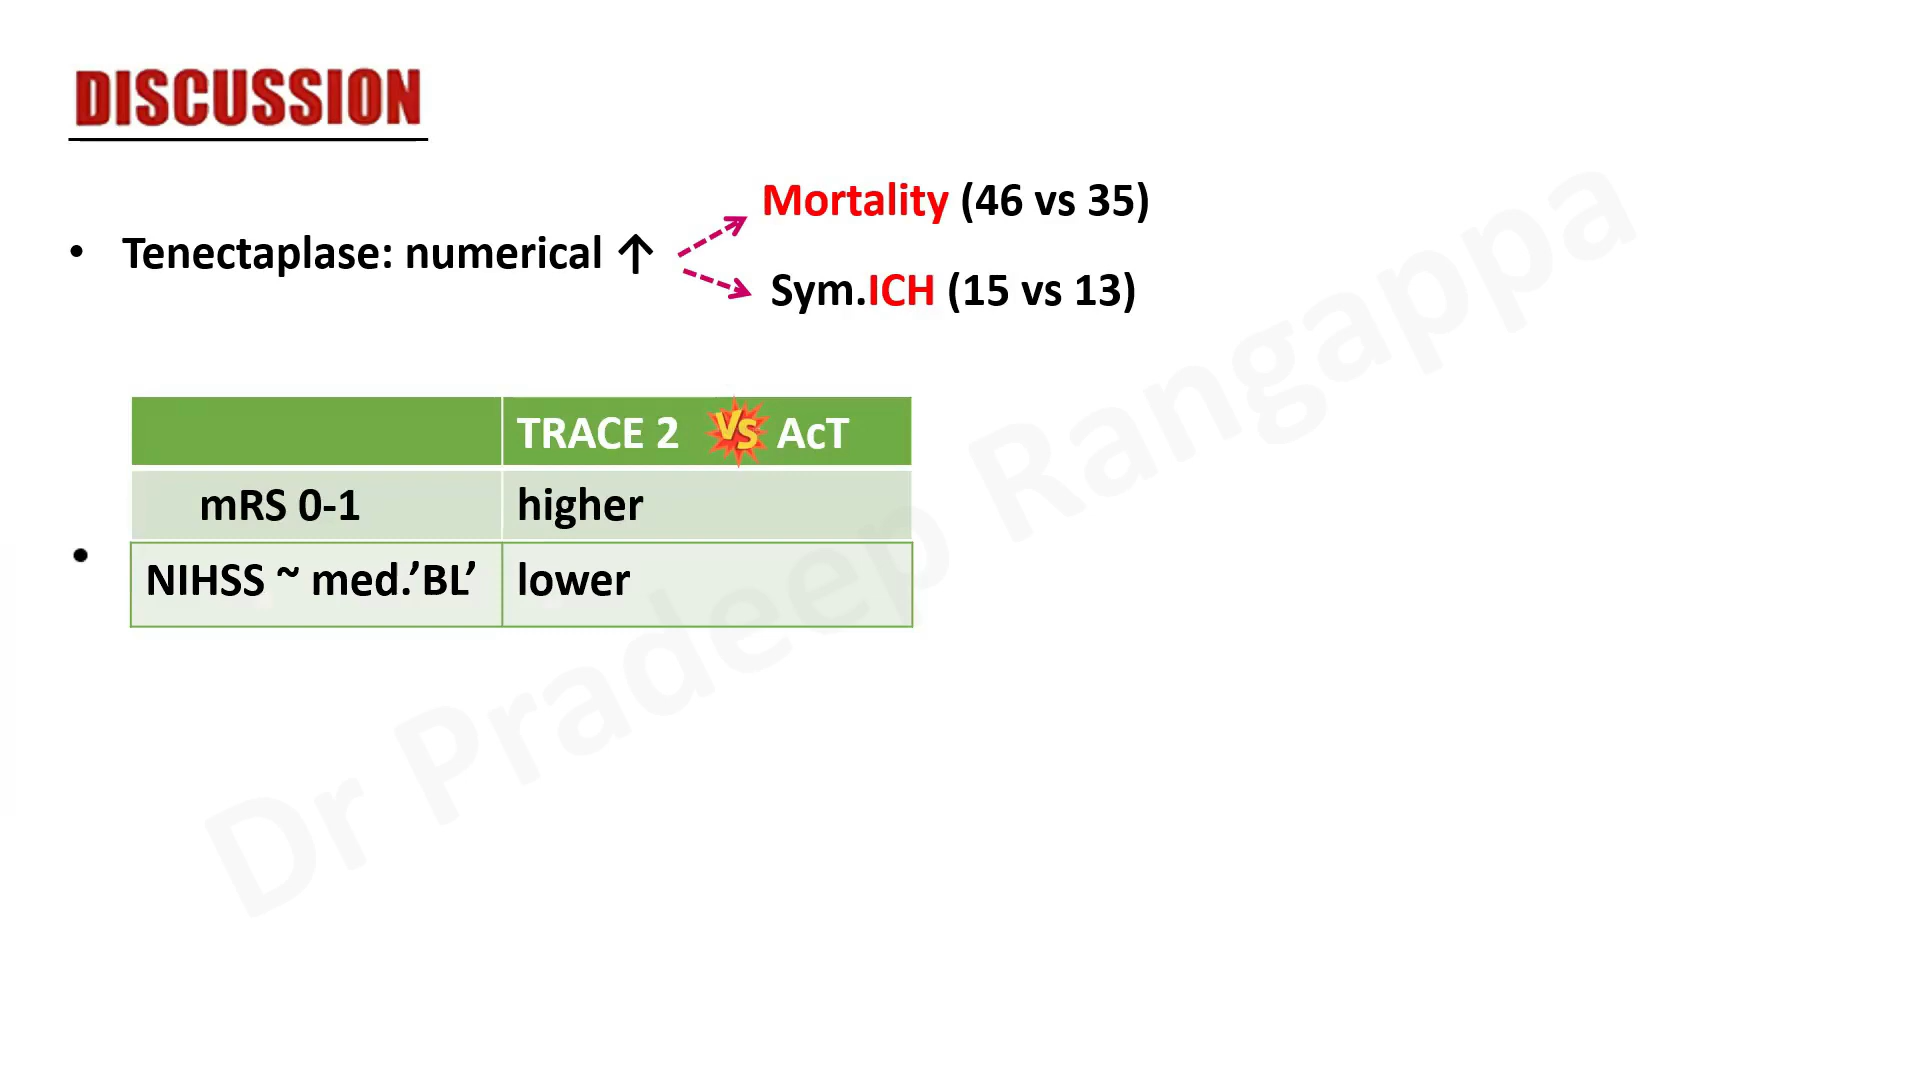 DISCUSSION
Mortality (46 vs 35)
• Tenectaplase: numerical ↑
Sym.ICH (15 vs 13)
TRACE 2 VS AcT
mRS 0-1 higher
• NIHSS ~ med.’BL’ lower
Dr Pradeep Rangappa